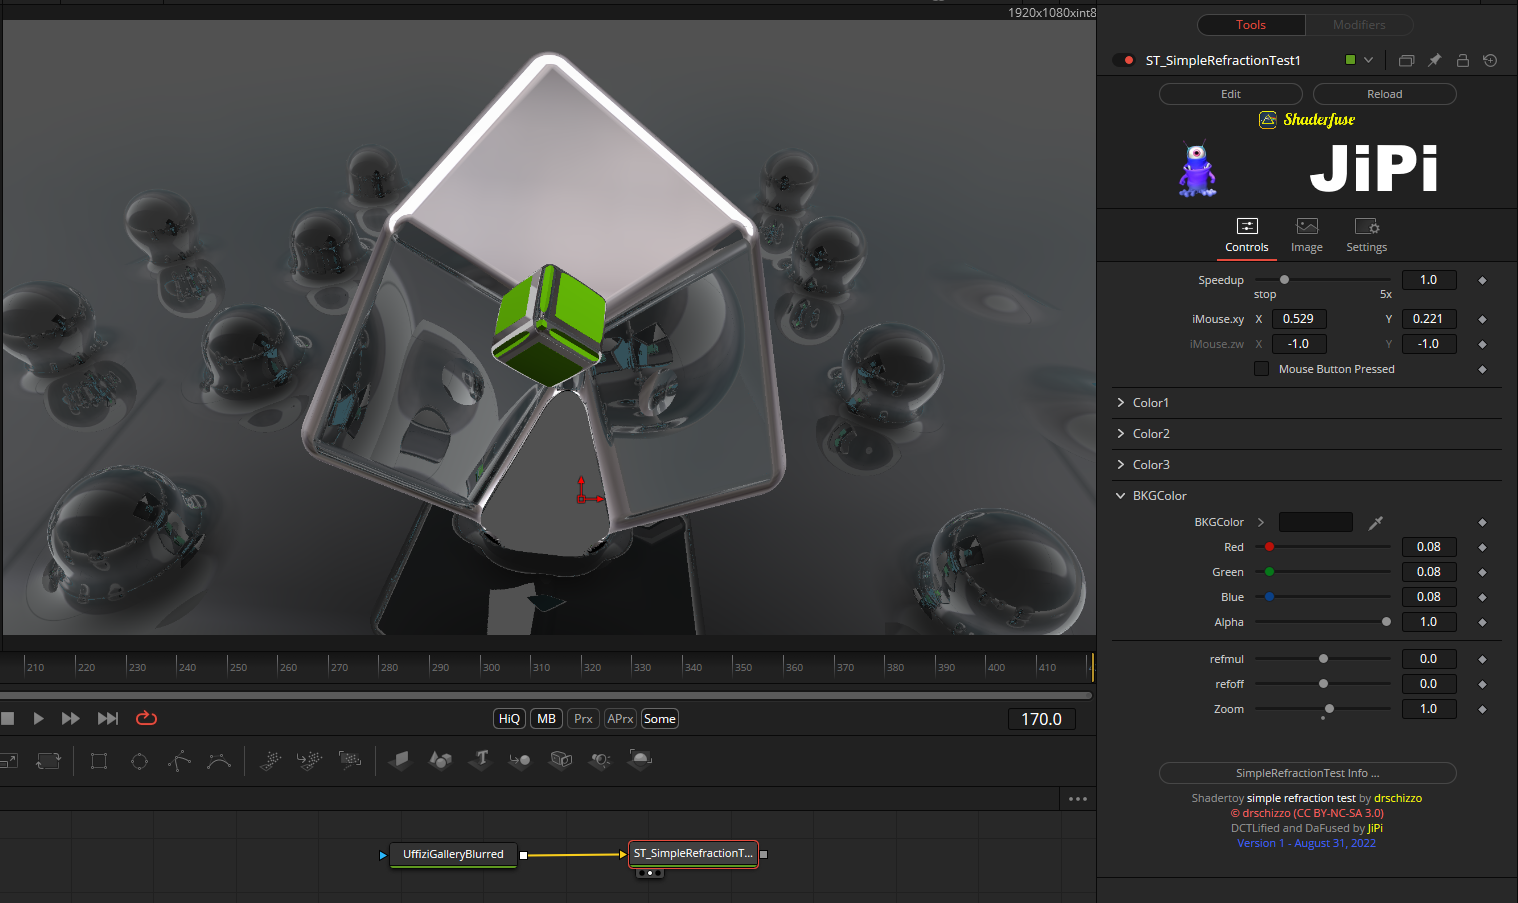 1920x1080xint8
Tools
Modifiers
ST_SimpleRefractionTest1
Edit
Reload
Shaderfuse
JiPi
Controls
Image
Settings
Speedup
1.0
stop
5x
iMouse.xy X 0.529 Y 0.221
iMouse.zw X -1.0 Y -1.0
Mouse Button Pressed
Color1
Color2
Color3
BKGColor
BKGColor
Red 0.08
Green 0.08
Blue 0.08
Alpha 1.0
refmul 0.0
refoff 0.0
Zoom 1.0
SimpleRefractionTest Info ...
Shadertoy simple refraction test by drschizzo
© drschizzo (CC BY-NC-SA 3.0)
DCTLified and DaFused by JiPi
Version 1 - August 31, 2022
210 220 230 240 250 260 270 280 290 300 310 320 330 340 350 360 370 380 390 400 410
HiQ MB Prx APrx Some
170.0
UffiziGalleryBlurred
ST_SimpleRefractionT...